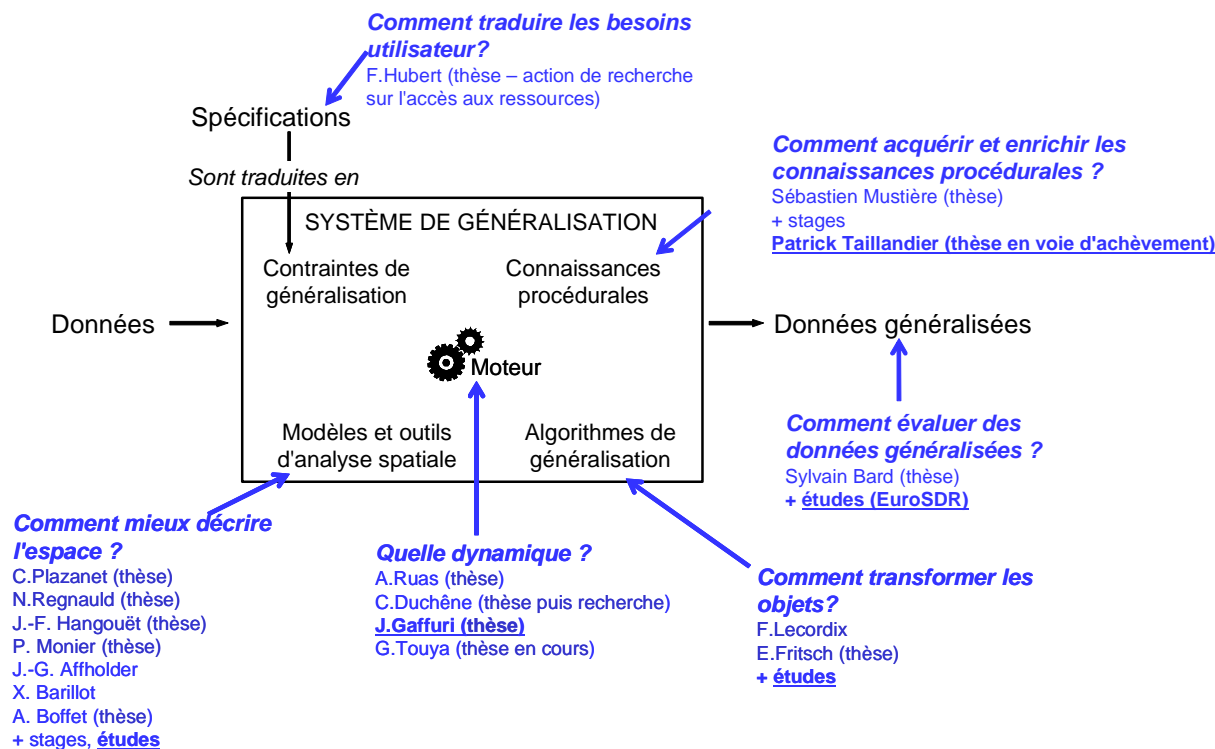 Comment traduire les besoins
utilisateur?
F.Hubert (thèse – action de recherche
sur l'accès aux ressources)
Spécifications
Sont traduites en
Comment acquérir et enrichir les
connaissances procédurales ?
Sébastien Mustière (thèse)
+ stages
Patrick Taillandier (thèse en voie d'achèvement)
SYSTÈME DE GÉNÉRALISATION
Contraintes de
généralisation
Connaissances
procédurales
Données
Moteur
Données généralisées
Modèles et outils
d'analyse spatiale
Algorithmes de
généralisation
Comment évaluer des
données généralisées ?
Sylvain Bard (thèse)
+ études (EuroSDR)
Comment mieux décrire
l'espace ?
C.Plazanet (thèse)
N.Regnauld (thèse)
J.-F. Hangouët (thèse)
P. Monier (thèse)
J.-G. Affholder
X. Barillot
A. Boffet (thèse)
+ stages, études
Quelle dynamique ?
A.Ruas (thèse)
C.Duchêne (thèse puis recherche)
J.Gaffuri (thèse)
G.Touya (thèse en cours)
Comment transformer les
objets?
F.Lecordix
E.Fritsch (thèse)
+ études